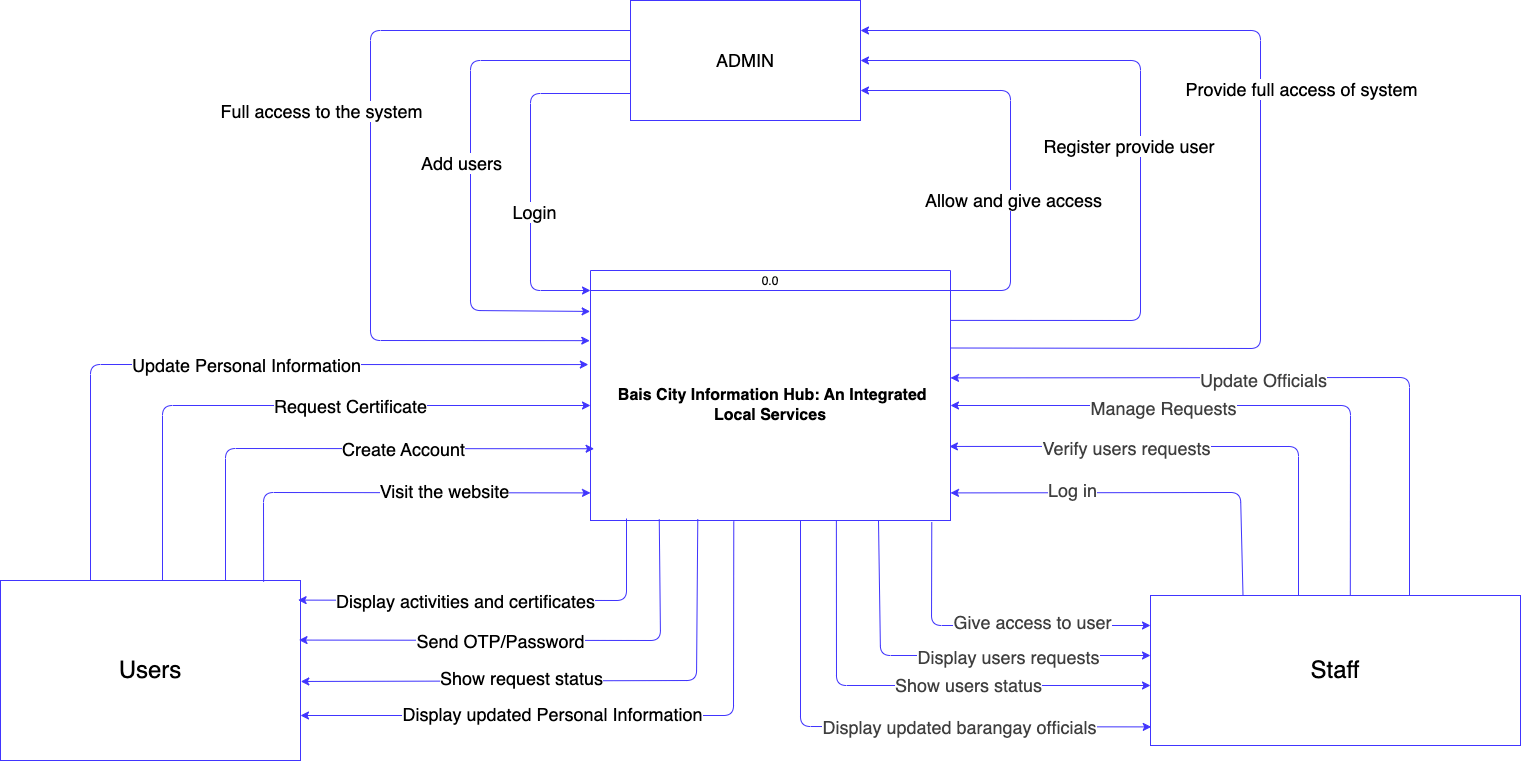 ADMIN
Provide full access of system
Full access to the system
Register provide user
Add users
Allow and give access
Login
0.0
Bais City Information Hub: An Integrated
Local Services
Update Personal Information
Request Certificate
Create Account
Visit the website
Update Officials
Manage Requests
Verify users requests
Log in
Display activities and certificates
Send OTP/Password
Show request status
Display updated Personal Information
Give access to user
Display users requests
Show users status
Display updated barangay officials
Users
Staff